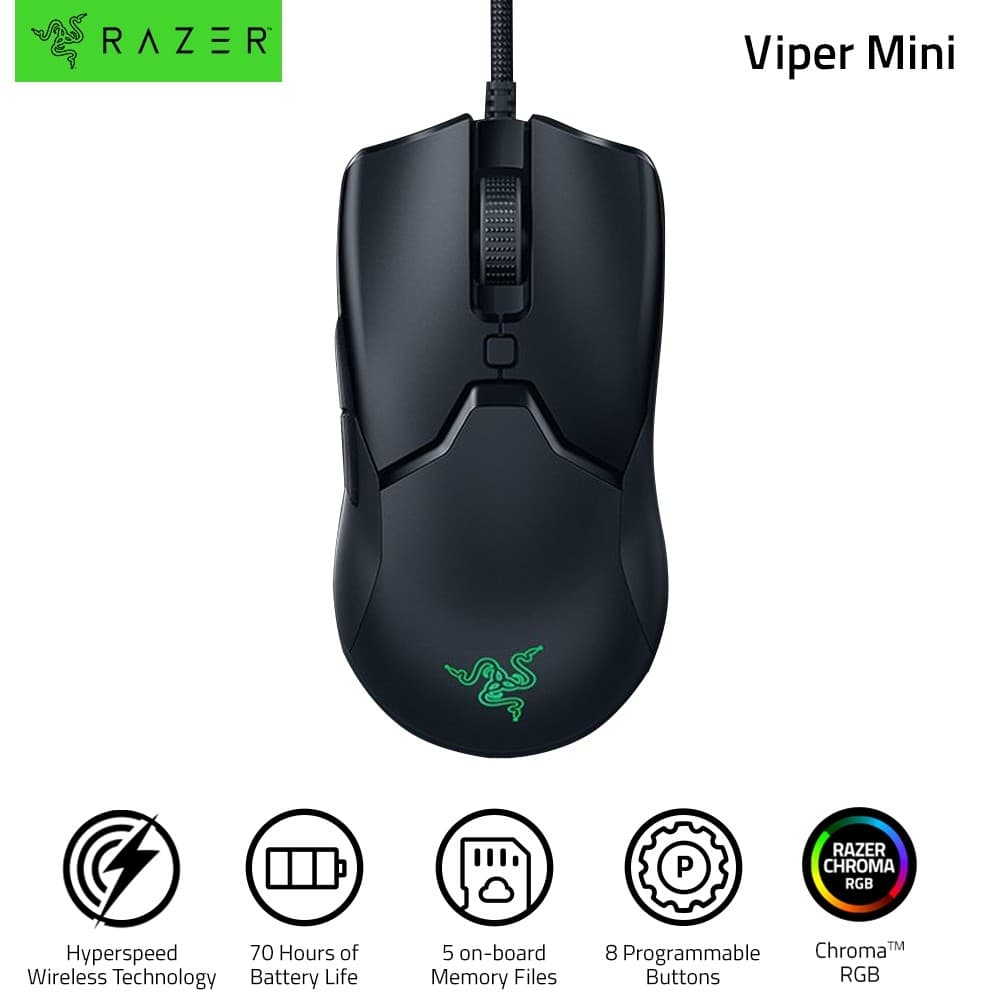 RAZER™
Viper Mini
Hyperspeed
Wireless Technology
70 Hours of
Battery Life
5 on-board
Memory Files
P
8 Programmable
Buttons
RAZER
CHROMA
RGB
Chroma™
RGB